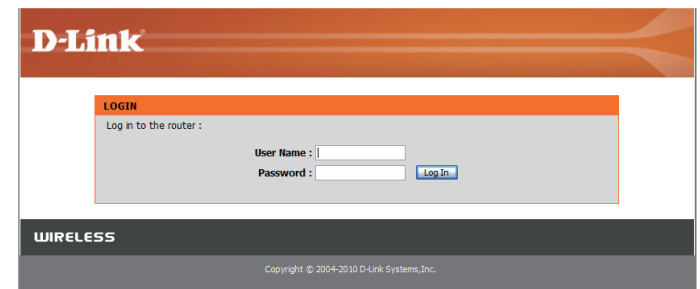 D-Link
LOGIN
Log in to the router :
User Name :
Password :
Log In
WIRELESS
Copyright © 2004-2010 D-Link Systems,Inc.